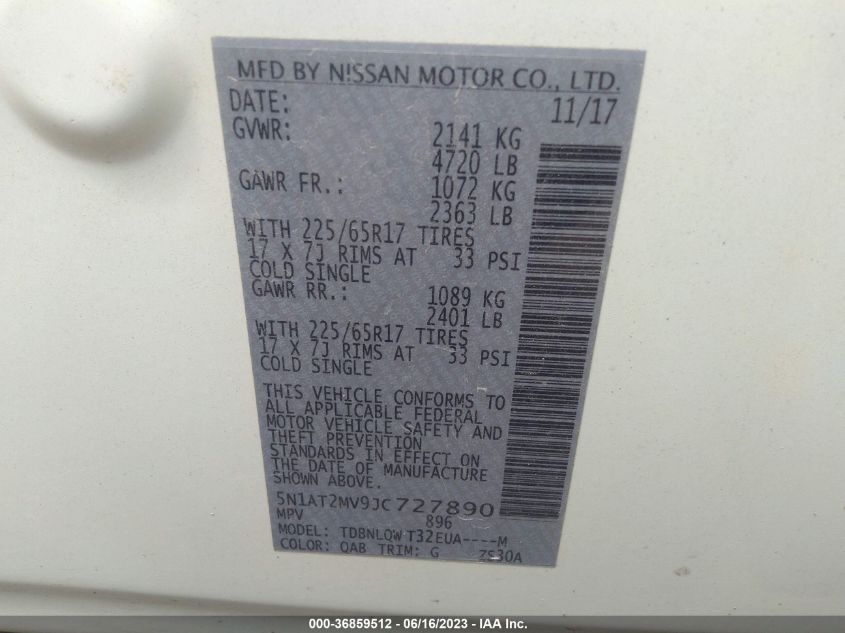 MFD BY NISSAN MOTOR CO., LTD.
DATE: 11/17
GVWR: 2141 KG
4720 LB
GAWR FR.: 1072 KG
2363 LB
WITH 225/65R17 TIRES
17 X 7J RIMS AT 33 PSI
COLD SINGLE
GAWR RR.: 1089 KG
2401 LB
WITH 225/65R17 TIRES
17 X 7J RIMS AT 33 PSI
COLD SINGLE
THIS VEHICLE CONFORMS TO
ALL APPLICABLE FEDERAL
MOTOR VEHICLE SAFETY AND
THEFT PREVENTION
STANDARDS IN EFFECT ON
THE DATE OF MANUFACTURE
SHOWN ABOVE.
5N1AT2MV9JC727890
MPV 896
MODEL: TDBNLQW-T32EUA----M
COLOR: QAB TRIM: G ZS30A
000-36859512 - 06/16/2023 - IAA Inc.